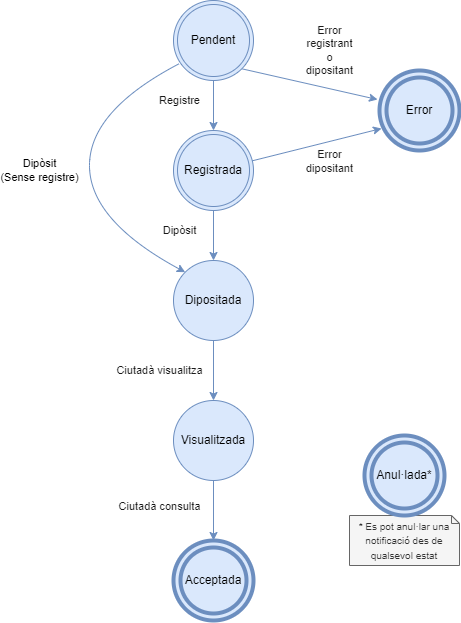 Pendent
Error
registrant
o
dipositant
Error
Registre
Dipòsit
(Sense registre)
Registrada
Error
dipositant
Dipòsit
Dipositada
Ciutadà visualitza
Visualitzada
Anul·lada*
Ciutadà consulta
* Es pot anul·lar una
notificació des de
qualsevol estat
Acceptada